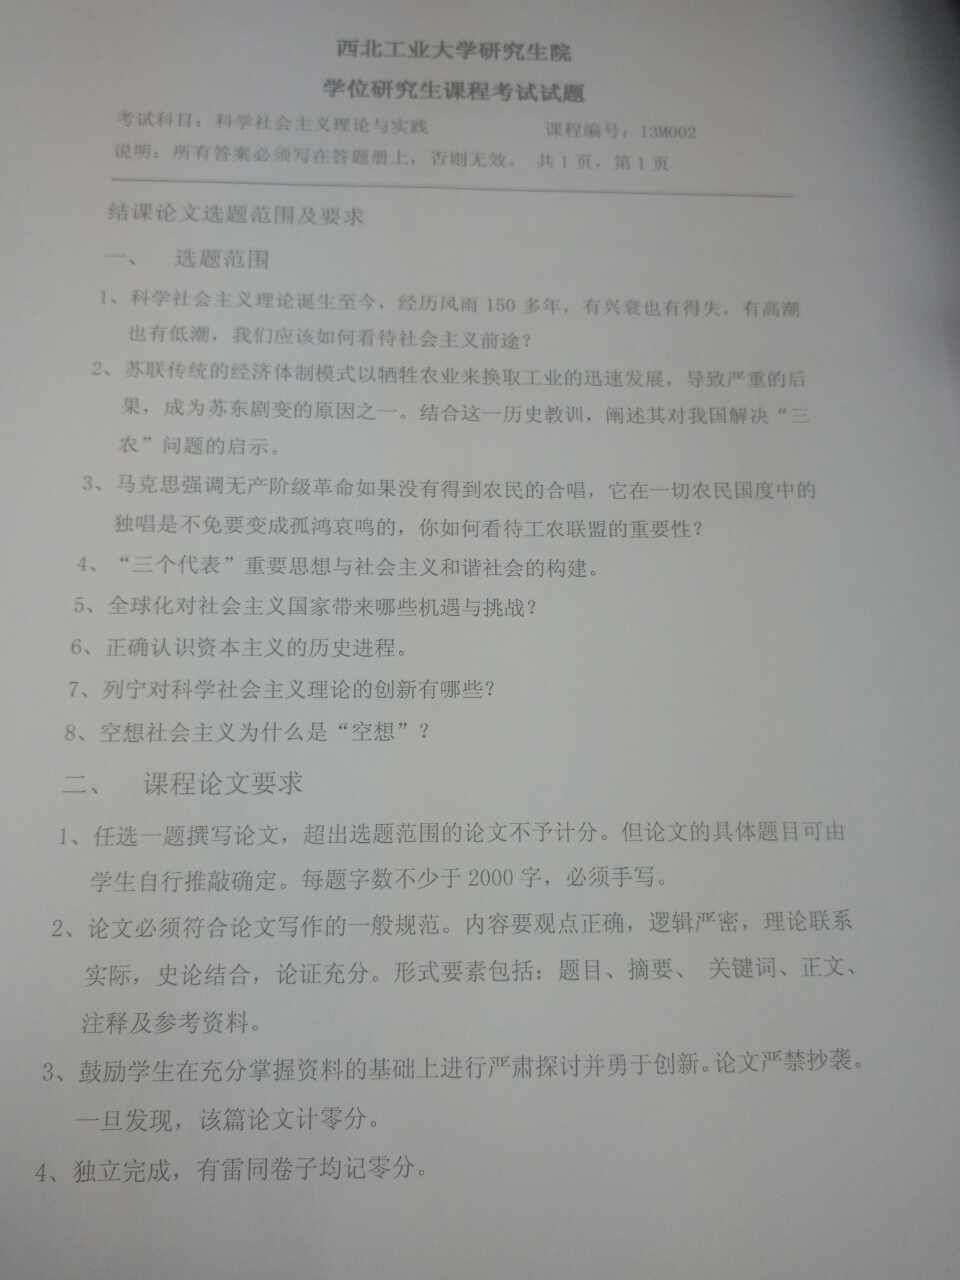 西北工业大学研究生院
学位研究生课程考试试题
考试科目：科学社会主义理论与实践 课程编号：13M002
说明：所有答案必须写在答题册上，否则无效。 共 1 页，第 1 页
结课论文选题范围及要求
一、 选题范围
1、科学社会主义理论诞生至今，经历风雨 150 多年，有兴衰也有得失，有高潮
也有低潮，我们应该如何看待社会主义前途？
2、苏联传统的经济体制模式以牺牲农业来换取工业的迅速发展，导致严重的后
果，成为苏东剧变的原因之一。结合这一历史教训，阐述其对我国解决“三
农”问题的启示。
3、马克思强调无产阶级革命如果没有得到农民的合唱，它在一切农民国度中的
独唱是不免要变成孤鸿哀鸣的，你如何看待工农联盟的重要性？
4、“三个代表”重要思想与社会主义和谐社会的构建。
5、全球化对社会主义国家带来哪些机遇与挑战？
6、正确认识资本主义的历史进程。
7、列宁对科学社会主义理论的创新有哪些？
8、空想社会主义为什么是“空想”？
二、 课程论文要求
1、任选一题撰写论文，超出选题范围的论文不予计分。但论文的具体题目可由
学生自行推敲确定。每题字数不少于 2000 字，必须手写。
2、论文必须符合论文写作的一般规范。内容要观点正确，逻辑严密，理论联系
实际，史论结合，论证充分。形式要素包括：题目、摘要、 关键词、正文、
注释及参考资料。
3、鼓励学生在充分掌握资料的基础上进行严肃探讨并勇于创新。论文严禁抄袭。
一旦发现，该篇论文计零分。
4、独立完成，有雷同卷子均记零分。